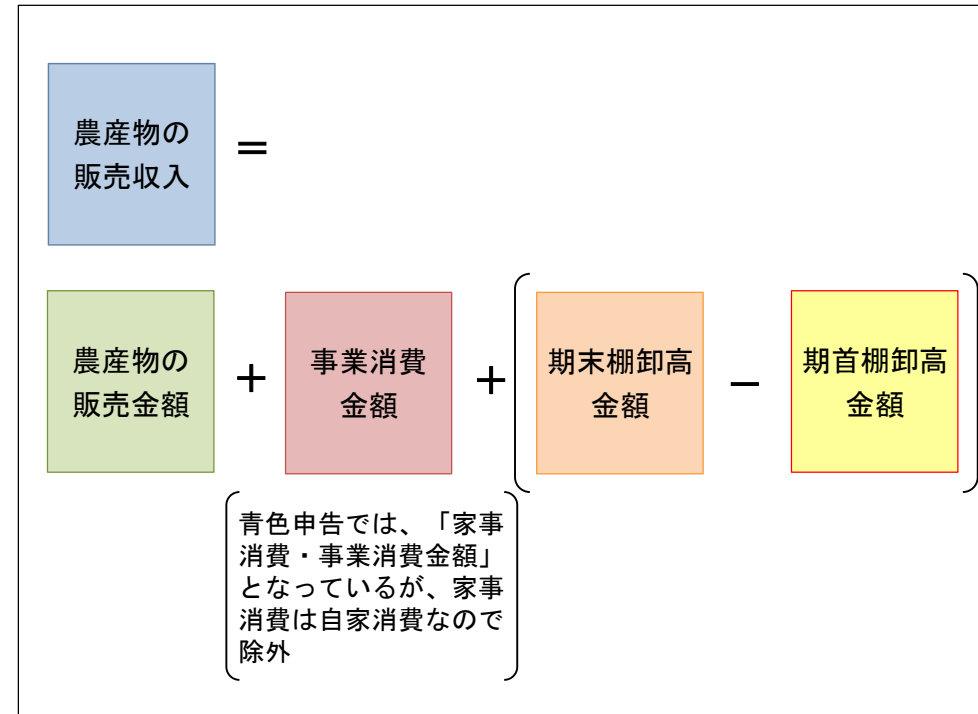 農産物の
販売収入
＝
農産物の
販売金額
＋
事業消費
金額
＋
期末棚卸高
金額
－
期首棚卸高
金額
青色申告では、「家事
消費・事業消費金額」
となっているが、家事
消費は自家消費なので
除外